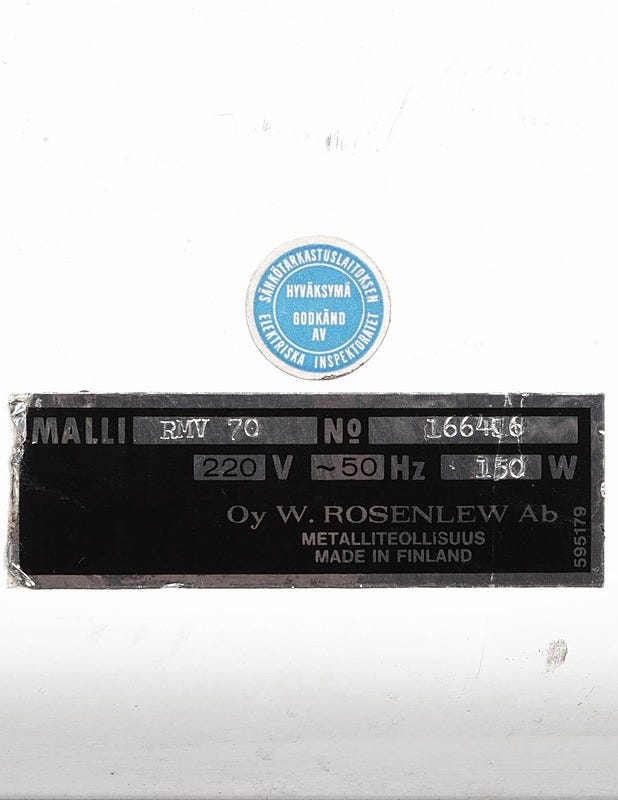 SÄHKÖTARKASTUSLAITOKSEN
HYVÄKSYMÄ
GODKÄND
AV
ELEKTRISKA INSPEKTORATET
MALLI RMV 70 No
220 V ~50 Hz 150 W
Oy W. ROSENLEW Ab
METALLITEOLLISUUS
MADE IN FINLAND
595179